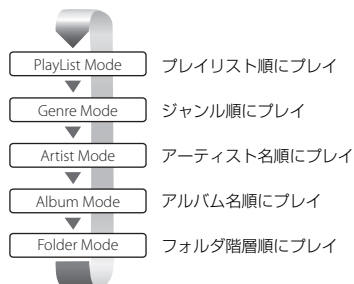 PlayList Mode プレイリスト順にプレイ
Genre Mode ジャンル順にプレイ
Artist Mode アーティスト名順にプレイ
Album Mode アルバム名順にプレイ
Folder Mode フォルダ階層順にプレイ